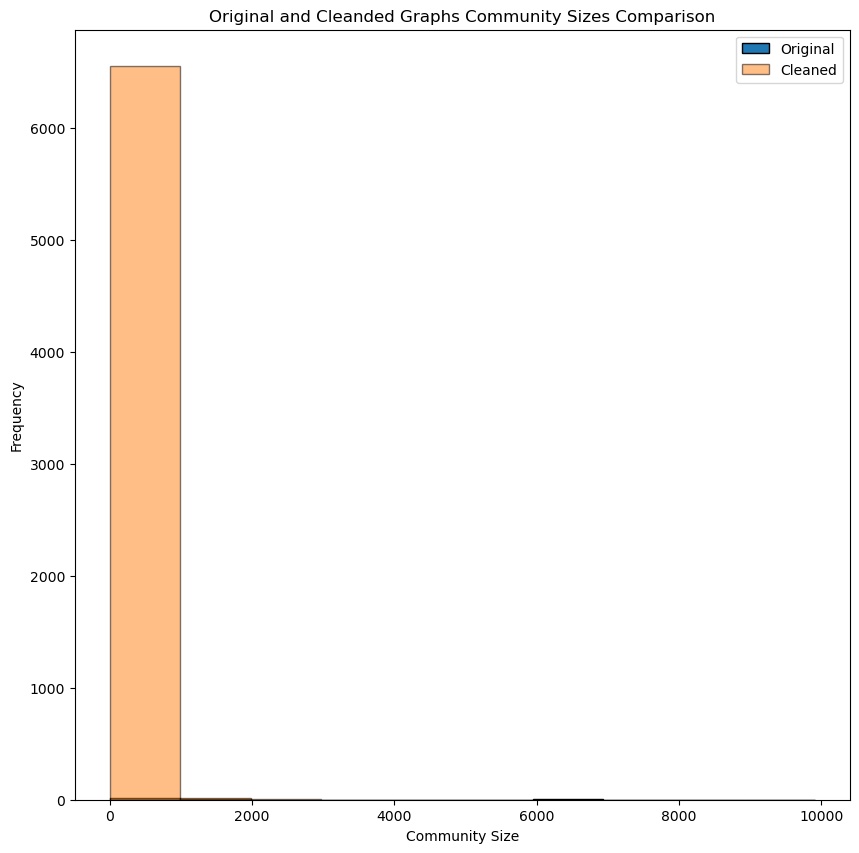 Original and Cleanded Graphs Community Sizes Comparison
Original
Cleaned
6000
5000
4000
3000
2000
1000
0
Frequency
0 2000 4000 6000 8000 10000
Community Size